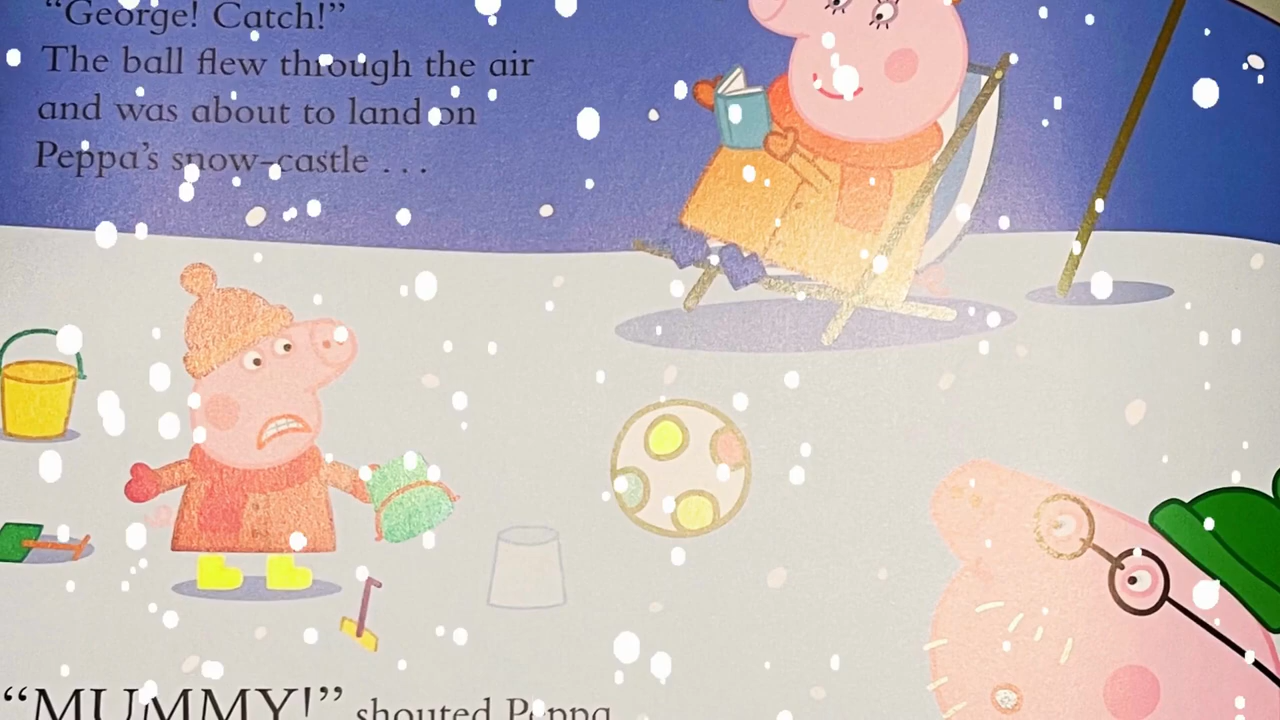 “George! Catch!”
The ball flew through the air
and was about to land on
Peppa’s snow-castle . . .
“MUMMY!” shouted Peppa